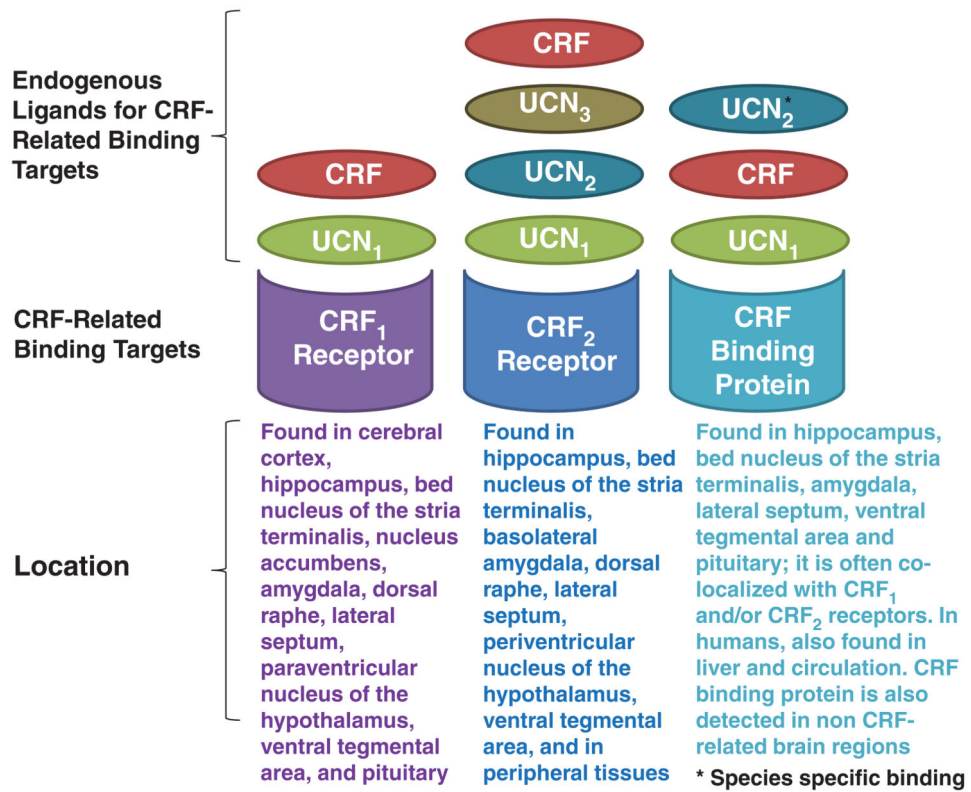 Endogenous
Ligands for CRF-
Related Binding
Targets
CRF
UCN₁
CRF
UCN₃
UCN₂
UCN₁
UCN₂*
CRF
UCN₁
CRF-Related
Binding Targets
CRF₁
Receptor
CRF₂
Receptor
CRF
Binding
Protein
Location
Found in cerebral
cortex,
hippocampus, bed
nucleus of the stria
terminalis, nucleus
accumbens,
amygdala, dorsal
raphe, lateral
septum,
paraventricular
nucleus of the
hypothalamus,
ventral tegmental
area, and pituitary
Found in
hippocampus, bed
nucleus of the stria
terminalis,
basolateral
amygdala, dorsal
raphe, lateral
septum,
periventricular
nucleus of the
hypothalamus,
ventral tegmental
area, and in
peripheral tissues
Found in hippocampus,
bed nucleus of the stria
terminalis, amygdala,
lateral septum, ventral
tegmental area and
pituitary; it is often co-
localized with CRF₁
and/or CRF₂ receptors. In
humans, also found in
liver and circulation. CRF
binding protein is also
detected in non CRF-
related brain regions
* Species specific binding